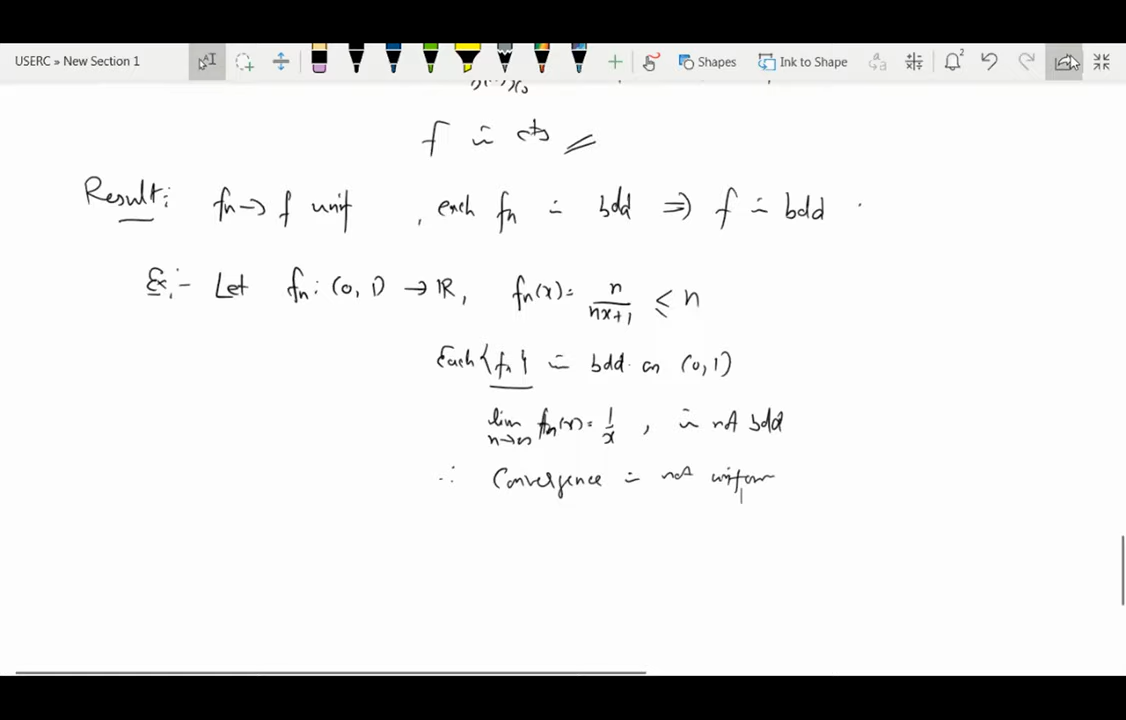 USERC » New Section 1
2
Shapes
Ink to Shape
f is cts
Result: fn → f unif , each fn is bdd ⇒ f is bdd .
Ex:- Let fn : (0, 1) → ℝ, fn(x) = n/(nx+1) ≤ n
Each {fn} is bdd. on (0,1)
lim n→∞ fn(x) = 1/x , is not bdd
∴ Convergence is not uniform